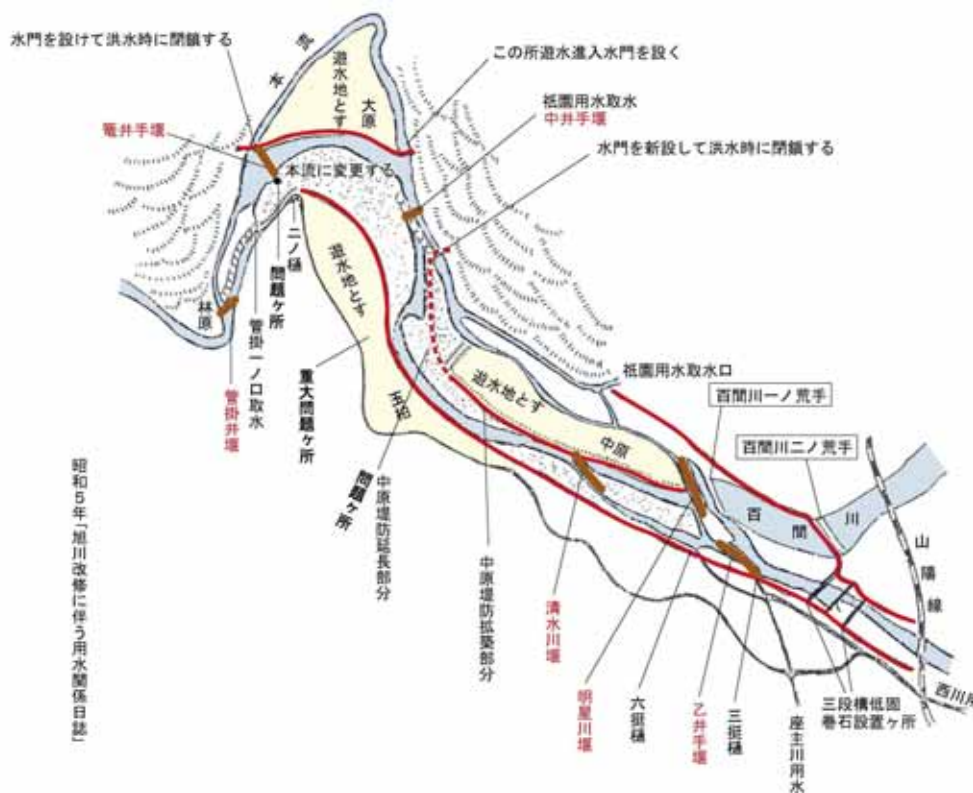 水門を設けて洪水時に閉鎖する
本流
遊水地とす
大原
この所遊水進入水門を設く
祇園用水取水
中井手堰
水門を新設して洪水時に閉鎖する
竜井手堰
本流に変更する
二ノ樋
問題ヶ所
林原
管掛一ノ口取水
管掛井堰
遊水地とす
重大問題ヶ所
玉柏
問題ヶ所
中原堤防延長部分
遊水地とす
中原
祇園用水取水口
百間川一ノ荒手
百間川二ノ荒手
百間川
山陽線
中原堤防拡築部分
清水川堰
明星川堰
六挺樋
乙井手堰
三挺樋
座主川用水
三段構低固
巻石設置ヶ所
西川用
昭和5年「旭川改修に伴う用水関係日誌」